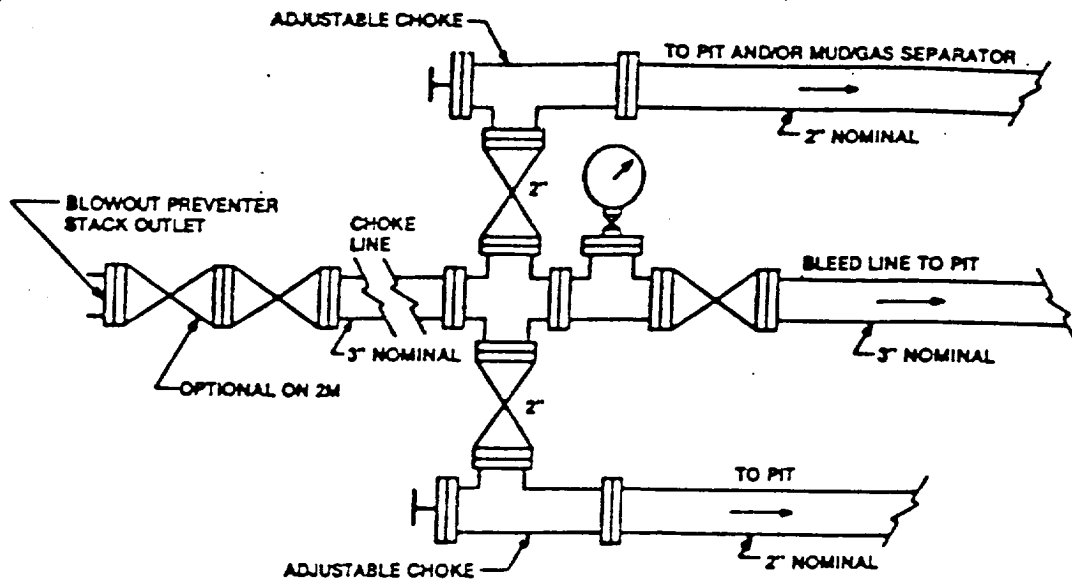 ADJUSTABLE CHOKE
TO PIT AND/OR MUD/GAS SEPARATOR
2" NOMINAL
2"
BLOWOUT PREVENTER
STACK OUTLET
CHOKE
LINE
BLEED LINE TO PIT
3" NOMINAL
3" NOMINAL
OPTIONAL ON 2M
2"
TO PIT
2" NOMINAL
ADJUSTABLE CHOKE